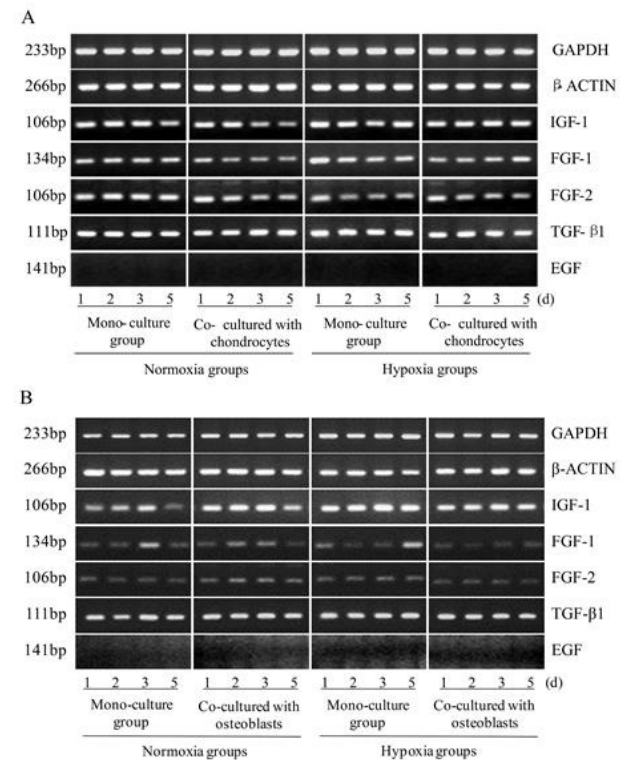 A
233bp GAPDH
266bp β ACTIN
106bp IGF-1
134bp FGF-1
106bp FGF-2
111bp TGF- β1
141bp EGF
1 2 3 5 1 2 3 5 1 2 3 5 1 2 3 5 (d)
Mono-culture Co- cultured with Mono-culture Co- cultured with
group chondrocytes group chondrocytes
Normoxia groups Hypoxia groups
B
233bp GAPDH
266bp β-ACTIN
106bp IGF-1
134bp FGF-1
106bp FGF-2
111bp TGF-β1
141bp EGF
1 2 3 5 1 2 3 5 1 2 3 5 1 2 3 5 (d)
Mono-culture Co-cultured with Mono-culture Co-cultured with
group osteoblasts group osteoblasts
Normoxia groups Hypoxia groups